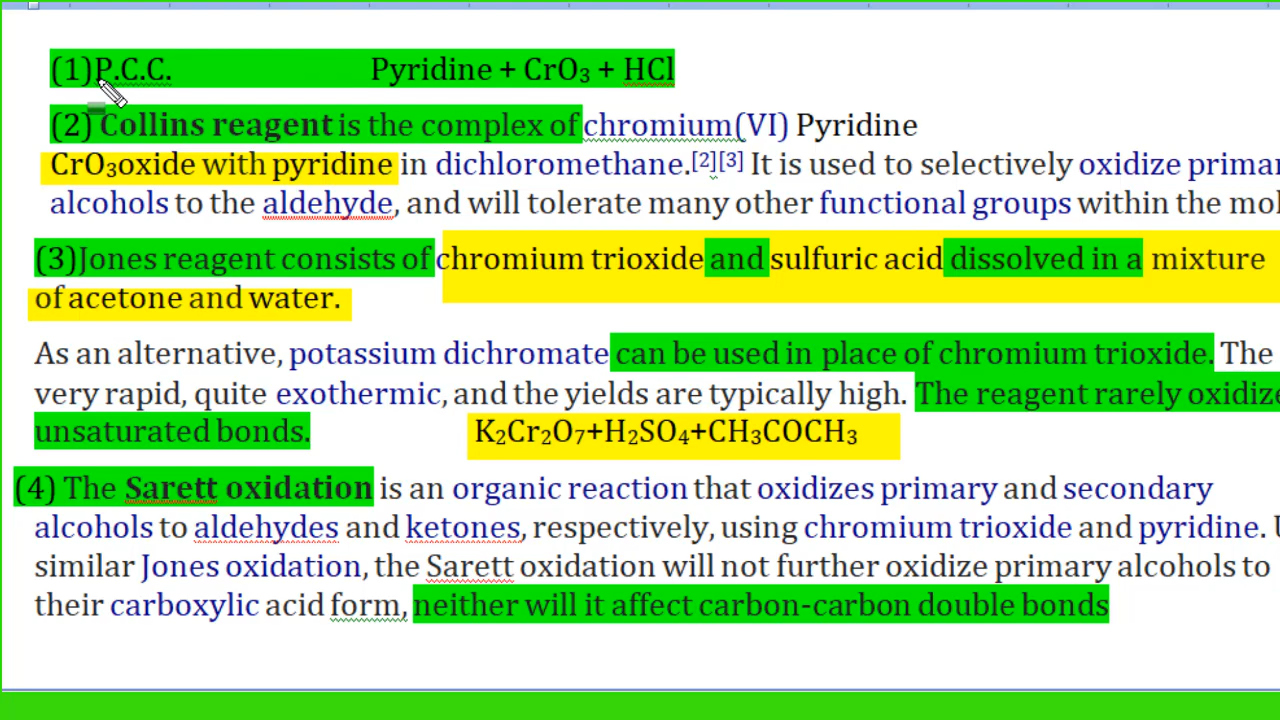 (1)P.C.C. Pyridine + CrO₃ + HCl
(2) Collins reagent is the complex of chromium(VI) Pyridine
CrO₃oxide with pyridine in dichloromethane.[2][3] It is used to selectively oxidize primar
alcohols to the aldehyde, and will tolerate many other functional groups within the mol
(3)Jones reagent consists of chromium trioxide and sulfuric acid dissolved in a mixture
of acetone and water.
As an alternative, potassium dichromate can be used in place of chromium trioxide. The
very rapid, quite exothermic, and the yields are typically high. The reagent rarely oxidize
unsaturated bonds. K₂Cr₂O₇+H₂SO₄+CH₃COCH₃
(4) The Sarett oxidation is an organic reaction that oxidizes primary and secondary
alcohols to aldehydes and ketones, respectively, using chromium trioxide and pyridine.
similar Jones oxidation, the Sarett oxidation will not further oxidize primary alcohols to
their carboxylic acid form, neither will it affect carbon-carbon double bonds